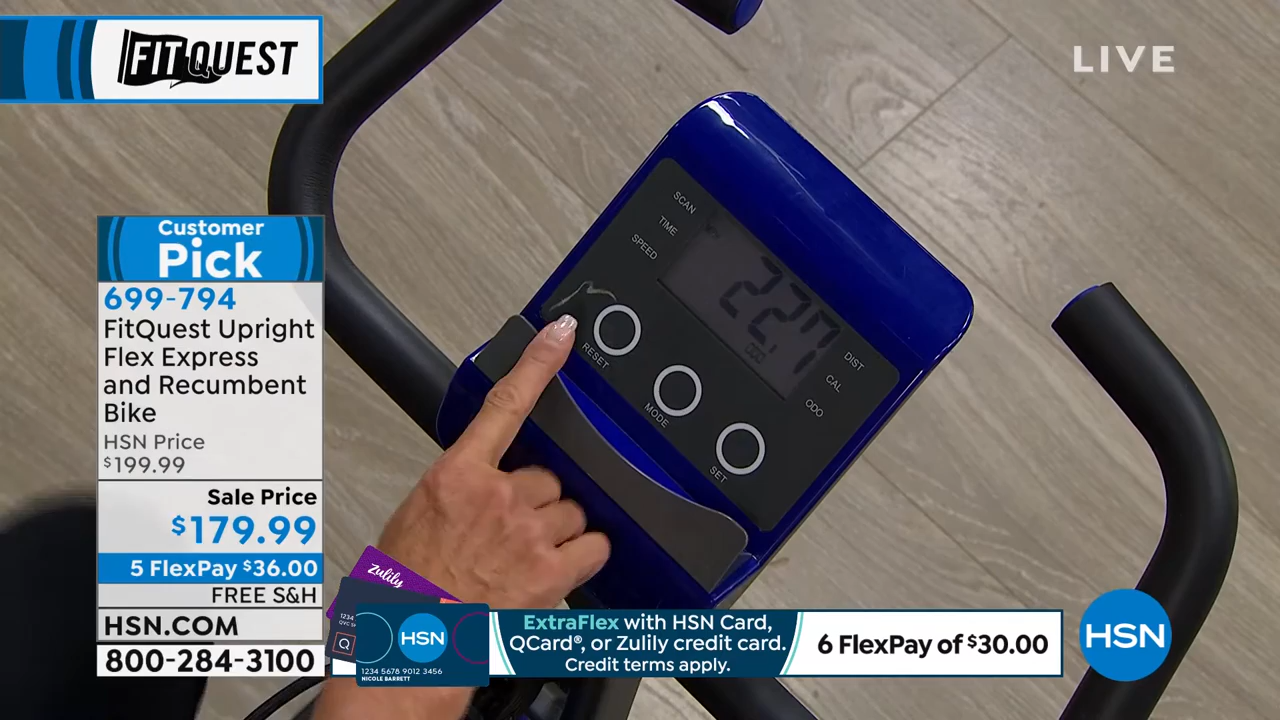 FITQUEST
LIVE
Customer
Pick
699-794
FitQuest Upright
Flex Express
and Recumbent
Bike
HSN Price
$199.99
Sale Price
$179.99
5 FlexPay $36.00
FREE S&H
HSN.COM
800-284-3100
SCAN
TIME
SPEED
227
DIST
CAL
ODO
RESET
MODE
SET
Zulily
1234
Q
HSN
1234 5678 9012 3456
NICOLE BARRETT
ExtraFlex with HSN Card,
QCard®, or Zulily credit card.
Credit terms apply.
6 FlexPay of $30.00
HSN